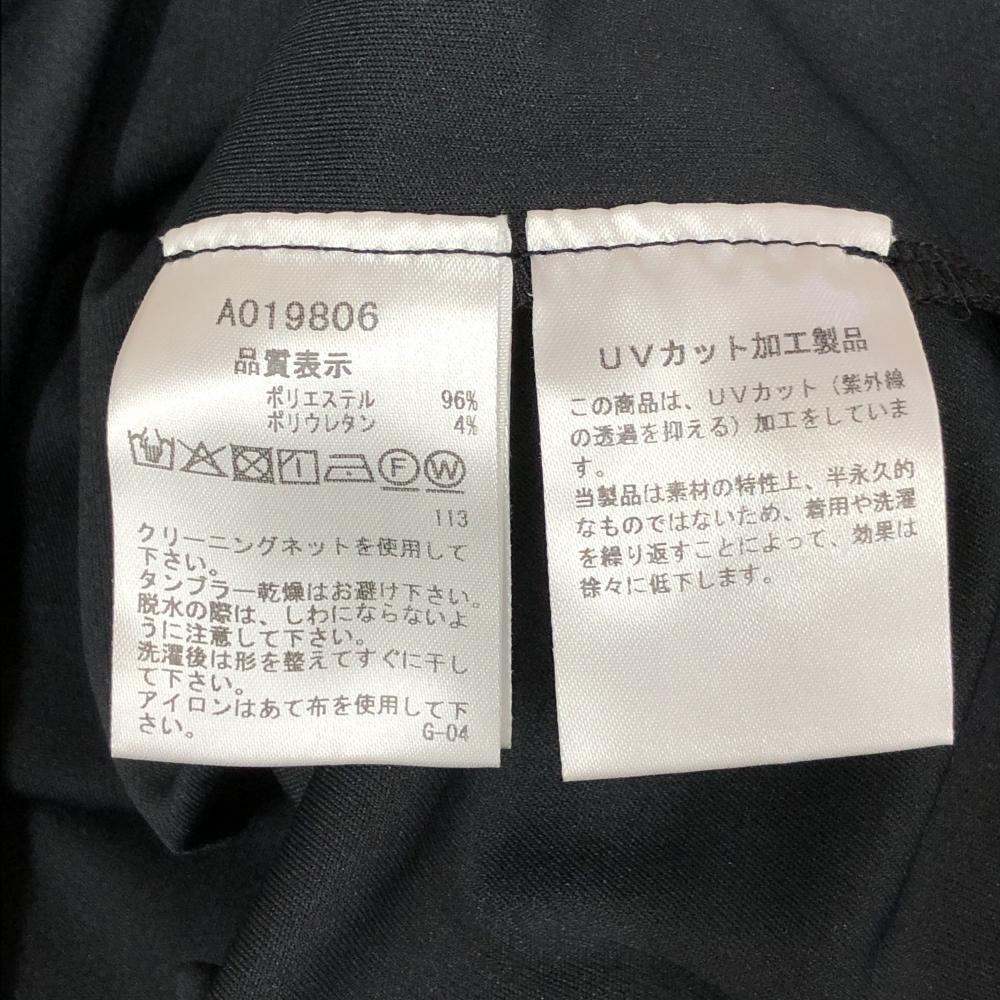 A019806
品質表示
ポリエステル 96%
ポリウレタン 4%
F W
113
クリーニングネットを使用して
下さい。
タンブラー乾燥はお避け下さい。
脱水の際は、しわにならないよ
うに注意して下さい。
洗濯後は形を整えてすぐに干し
て下さい。
アイロンはあて布を使用して下
さい。 G-04
UVカット加工製品
この商品は、UVカット（紫外線
の透過を抑える）加工をしていま
す。
当製品は素材の特性上、半永久的
なものではないため、着用や洗濯
を繰り返すことによって、効果は
徐々に低下します。